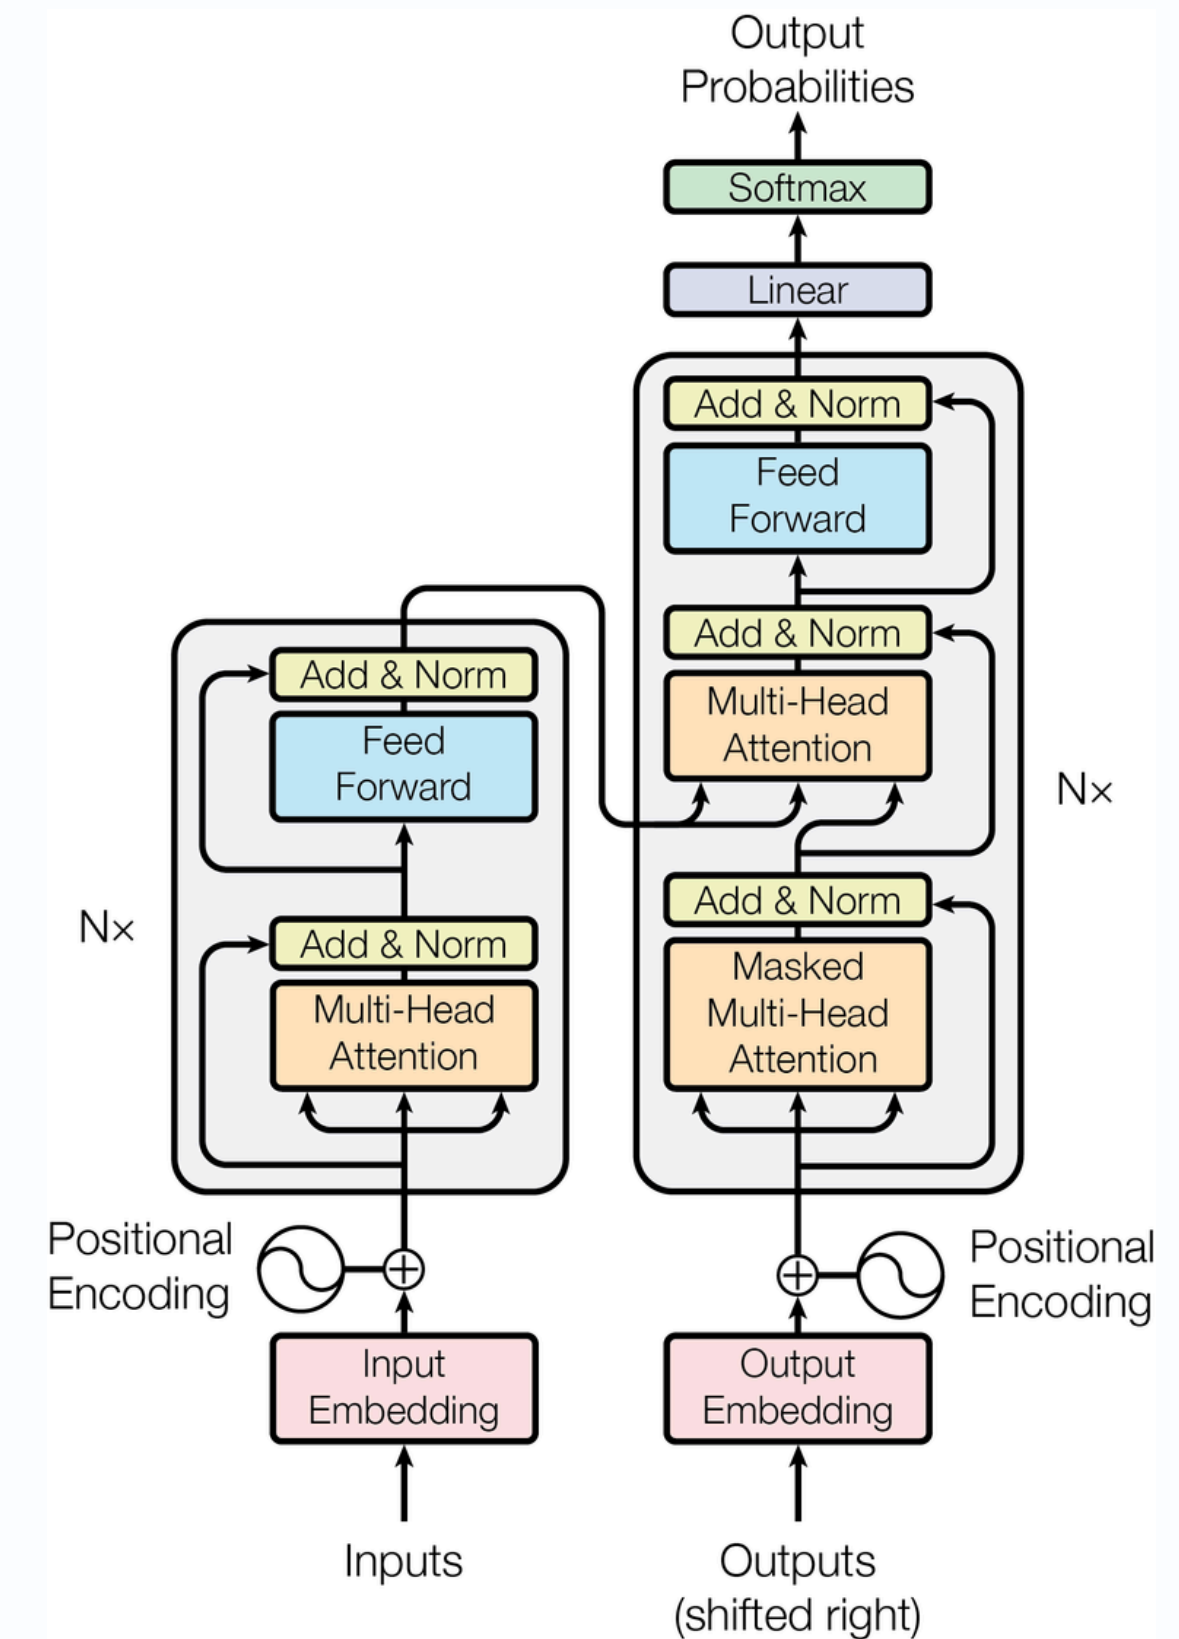 Output
Probabilities
Softmax
Linear
Add & Norm
Feed
Forward
Add & Norm
Multi-Head
Attention
Add & Norm
Masked
Multi-Head
Attention
N×
Add & Norm
Feed
Forward
Add & Norm
Multi-Head
Attention
N×
Positional
Encoding
Positional
Encoding
Input
Embedding
Output
Embedding
Inputs
Outputs
(shifted right)